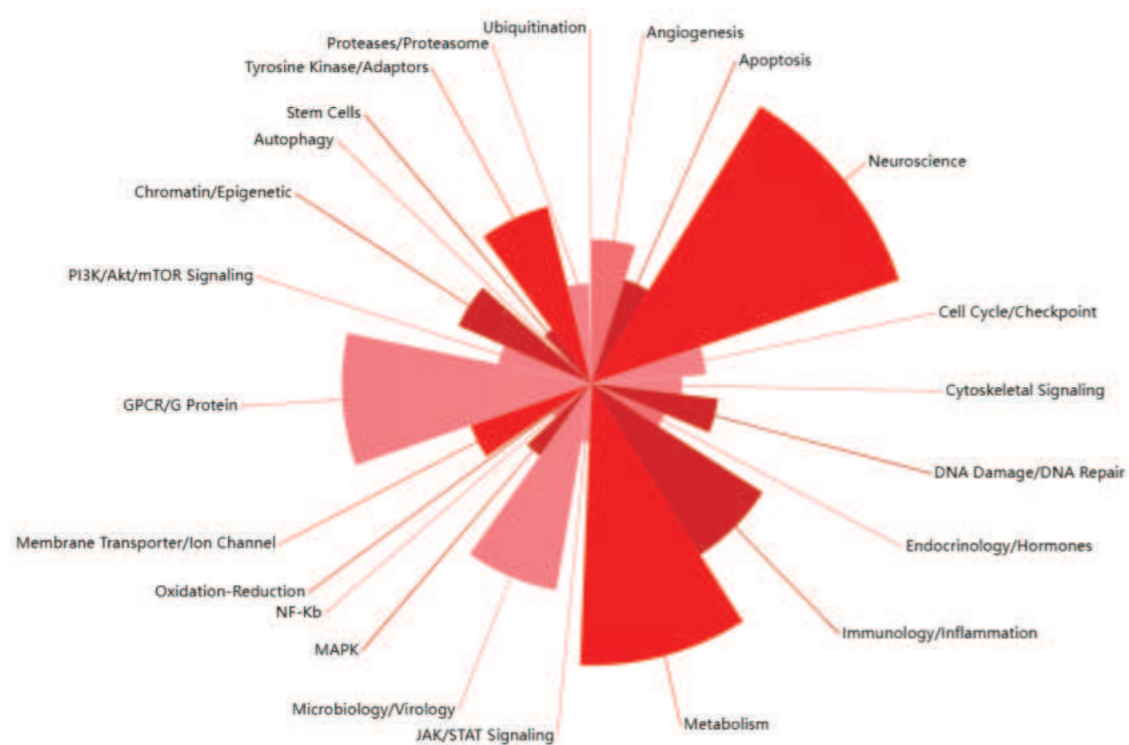 Ubiquitination
Angiogenesis
Proteases/Proteasome
Apoptosis
Tyrosine Kinase/Adaptors
Stem Cells
Autophagy
Neuroscience
Chromatin/Epigenetic
PI3K/Akt/mTOR Signaling
Cell Cycle/Checkpoint
Cytoskeletal Signaling
GPCR/G Protein
DNA Damage/DNA Repair
Membrane Transporter/Ion Channel
Endocrinology/Hormones
Oxidation-Reduction
NF-Kb
Immunology/Inflammation
MAPK
Microbiology/Virology
Metabolism
JAK/STAT Signaling